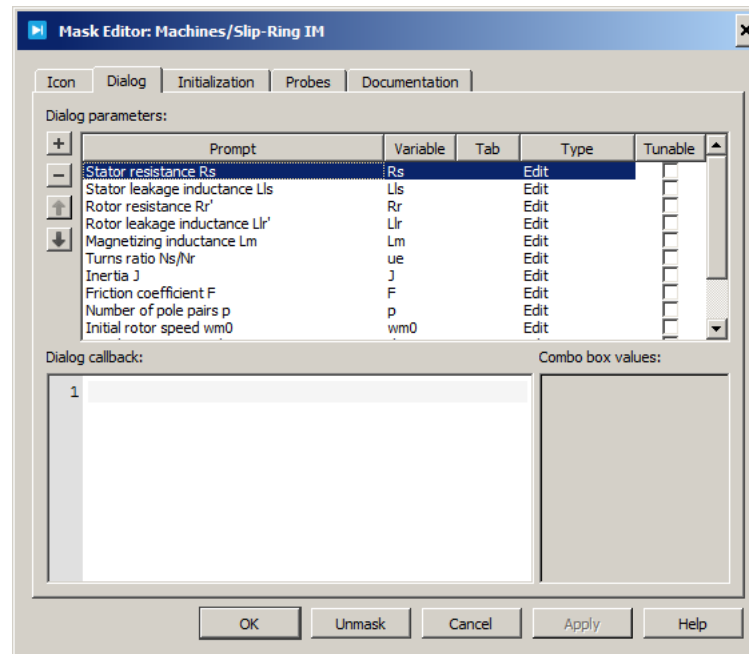 Mask Editor: Machines/Slip-Ring IM
Icon Dialog Initialization Probes Documentation
Dialog parameters:
Prompt Variable Tab Type Tunable
Stator resistance Rs Rs Edit
Stator leakage inductance Lls Lls Edit
Rotor resistance Rr' Rr Edit
Rotor leakage inductance Llr' Llr Edit
Magnetizing inductance Lm Lm Edit
Turns ratio Ns/Nr ue Edit
Inertia J J Edit
Friction coefficient F F Edit
Number of pole pairs p p Edit
Initial rotor speed wm0 wm0 Edit
Dialog callback: Combo box values:
1
OK Unmask Cancel Apply Help